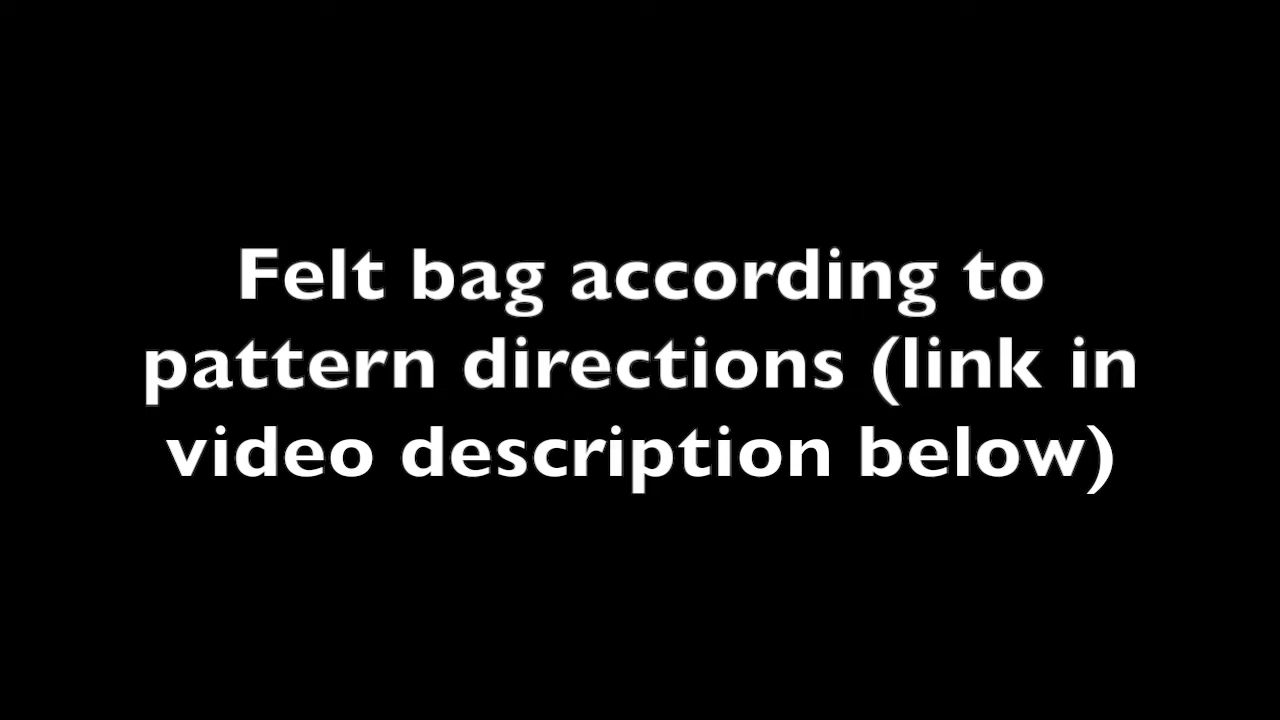 Felt bag according to
pattern directions (link in
video description below)